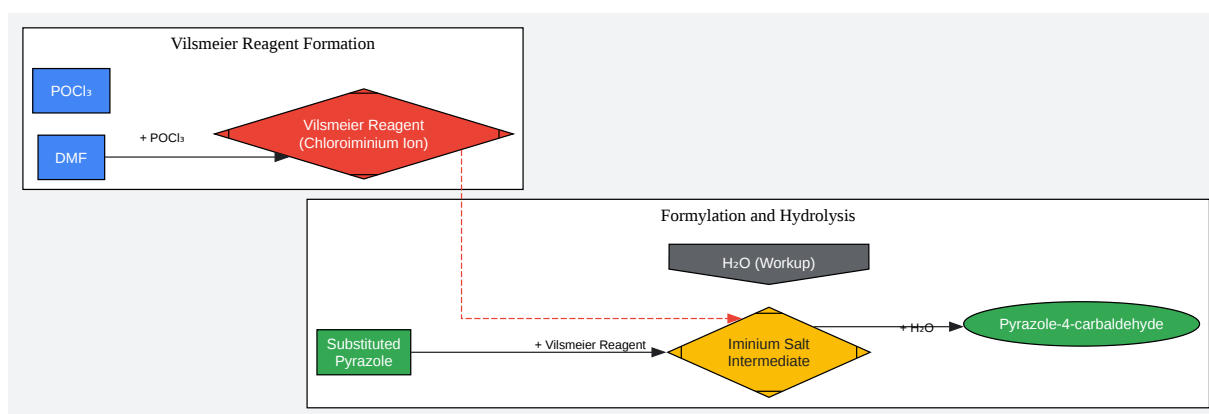 Vilsmeier Reagent Formation
POCl₃
DMF
+ POCl₃
Vilsmeier Reagent
(Chloroiminium Ion)
Formylation and Hydrolysis
H₂O (Workup)
Substituted
Pyrazole
+ Vilsmeier Reagent
Iminium Salt
Intermediate
+ H₂O
Pyrazole-4-carbaldehyde